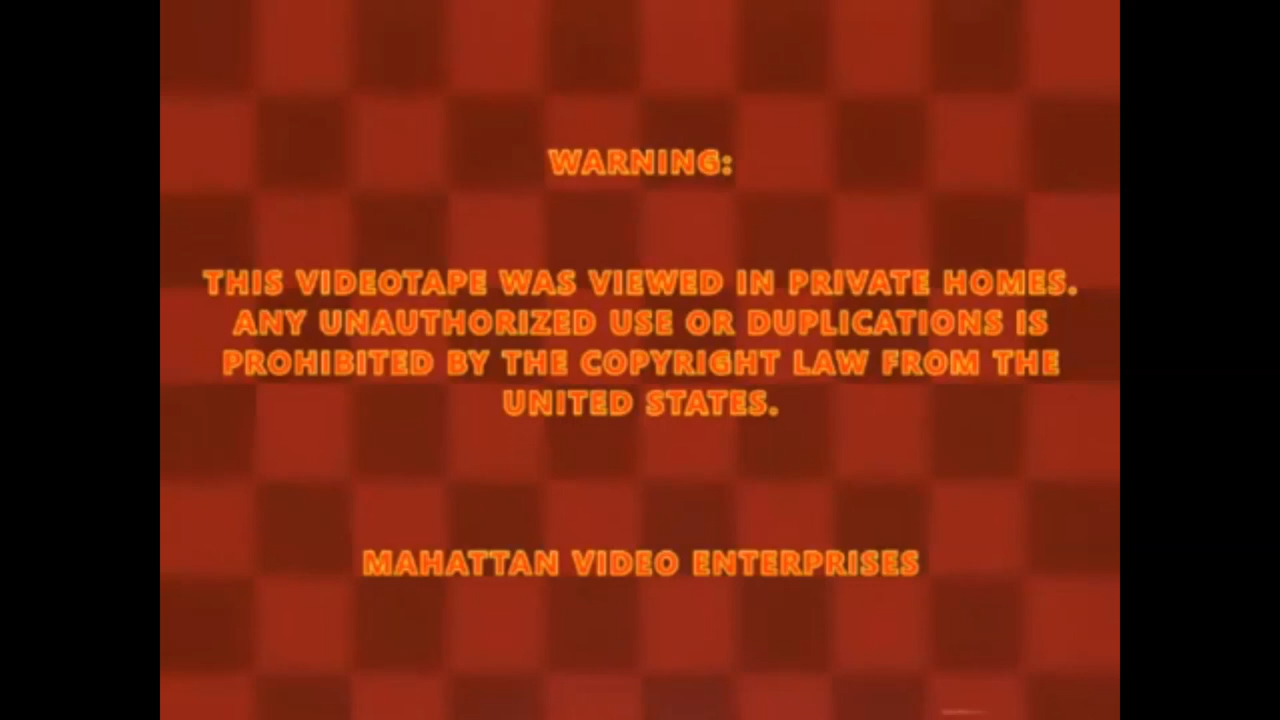 WARNING:
THIS VIDEOTAPE WAS VIEWED IN PRIVATE HOMES.
ANY UNAUTHORIZED USE OR DUPLICATIONS IS
PROHIBITED BY THE COPYRIGHT LAW FROM THE
UNITED STATES.
MAHATTAN VIDEO ENTERPRISES